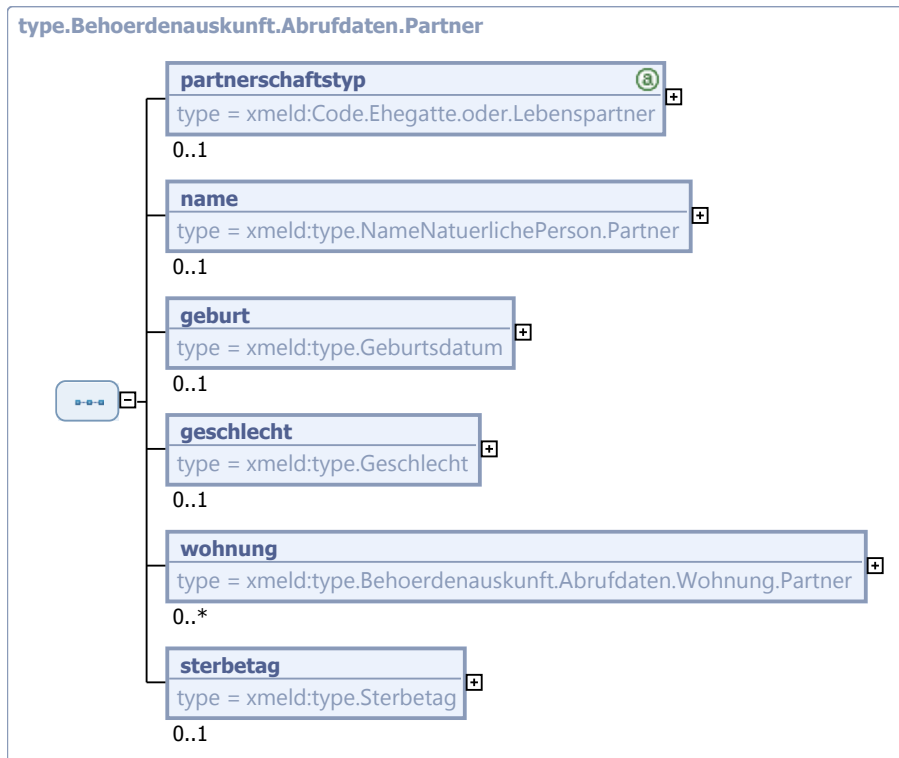 type.Behoerdenauskunft.Abrufdaten.Partner
partnerschaftstyp
a
type = xmeld:Code.Ehegatte.oder.Lebenspartner
0..1
name
type = xmeld:type.NameNatuerlichePerson.Partner
0..1
geburt
type = xmeld:type.Geburtsdatum
0..1
geschlecht
type = xmeld:type.Geschlecht
0..1
wohnung
type = xmeld:type.Behoerdenauskunft.Abrufdaten.Wohnung.Partner
0..*
sterbetag
type = xmeld:type.Sterbetag
0..1